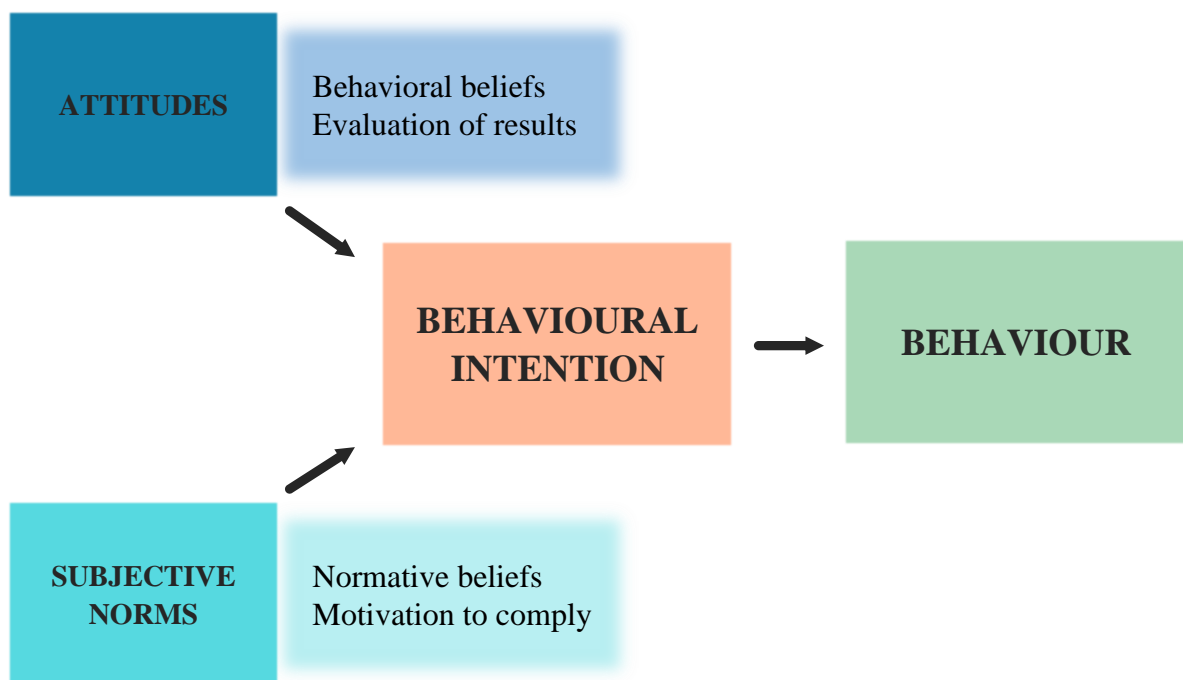 ATTITUDES
Behavioral beliefs
Evaluation of results
BEHAVIOURAL
INTENTION
BEHAVIOUR
SUBJECTIVE
NORMS
Normative beliefs
Motivation to comply